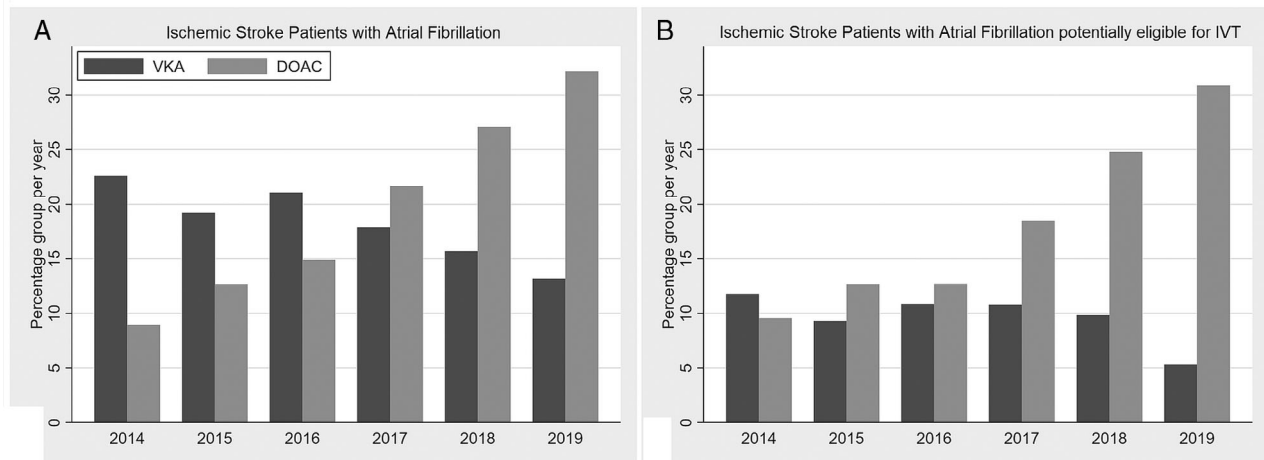 A
Ischemic Stroke Patients with Atrial Fibrillation
VKA DOAC
Percentage group per year
30
25
20
15
10
5
0
2014 2015 2016 2017 2018 2019
B
Ischemic Stroke Patients with Atrial Fibrillation potentially eligible for IVT
Percentage group per year
30
25
20
15
10
5
0
2014 2015 2016 2017 2018 2019